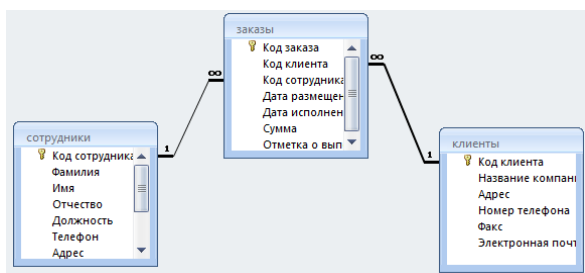 заказы
Код заказа
Код клиента
Код сотрудника
Дата размещен
Дата исполнен
Сумма
Отметка о вып
∞
∞
сотрудники
1
Код сотрудника
Фамилия
Имя
Отчество
Должность
Телефон
Адрес
клиенты
1
Код клиента
Название компани
Адрес
Номер телефона
Факс
Электронная почт